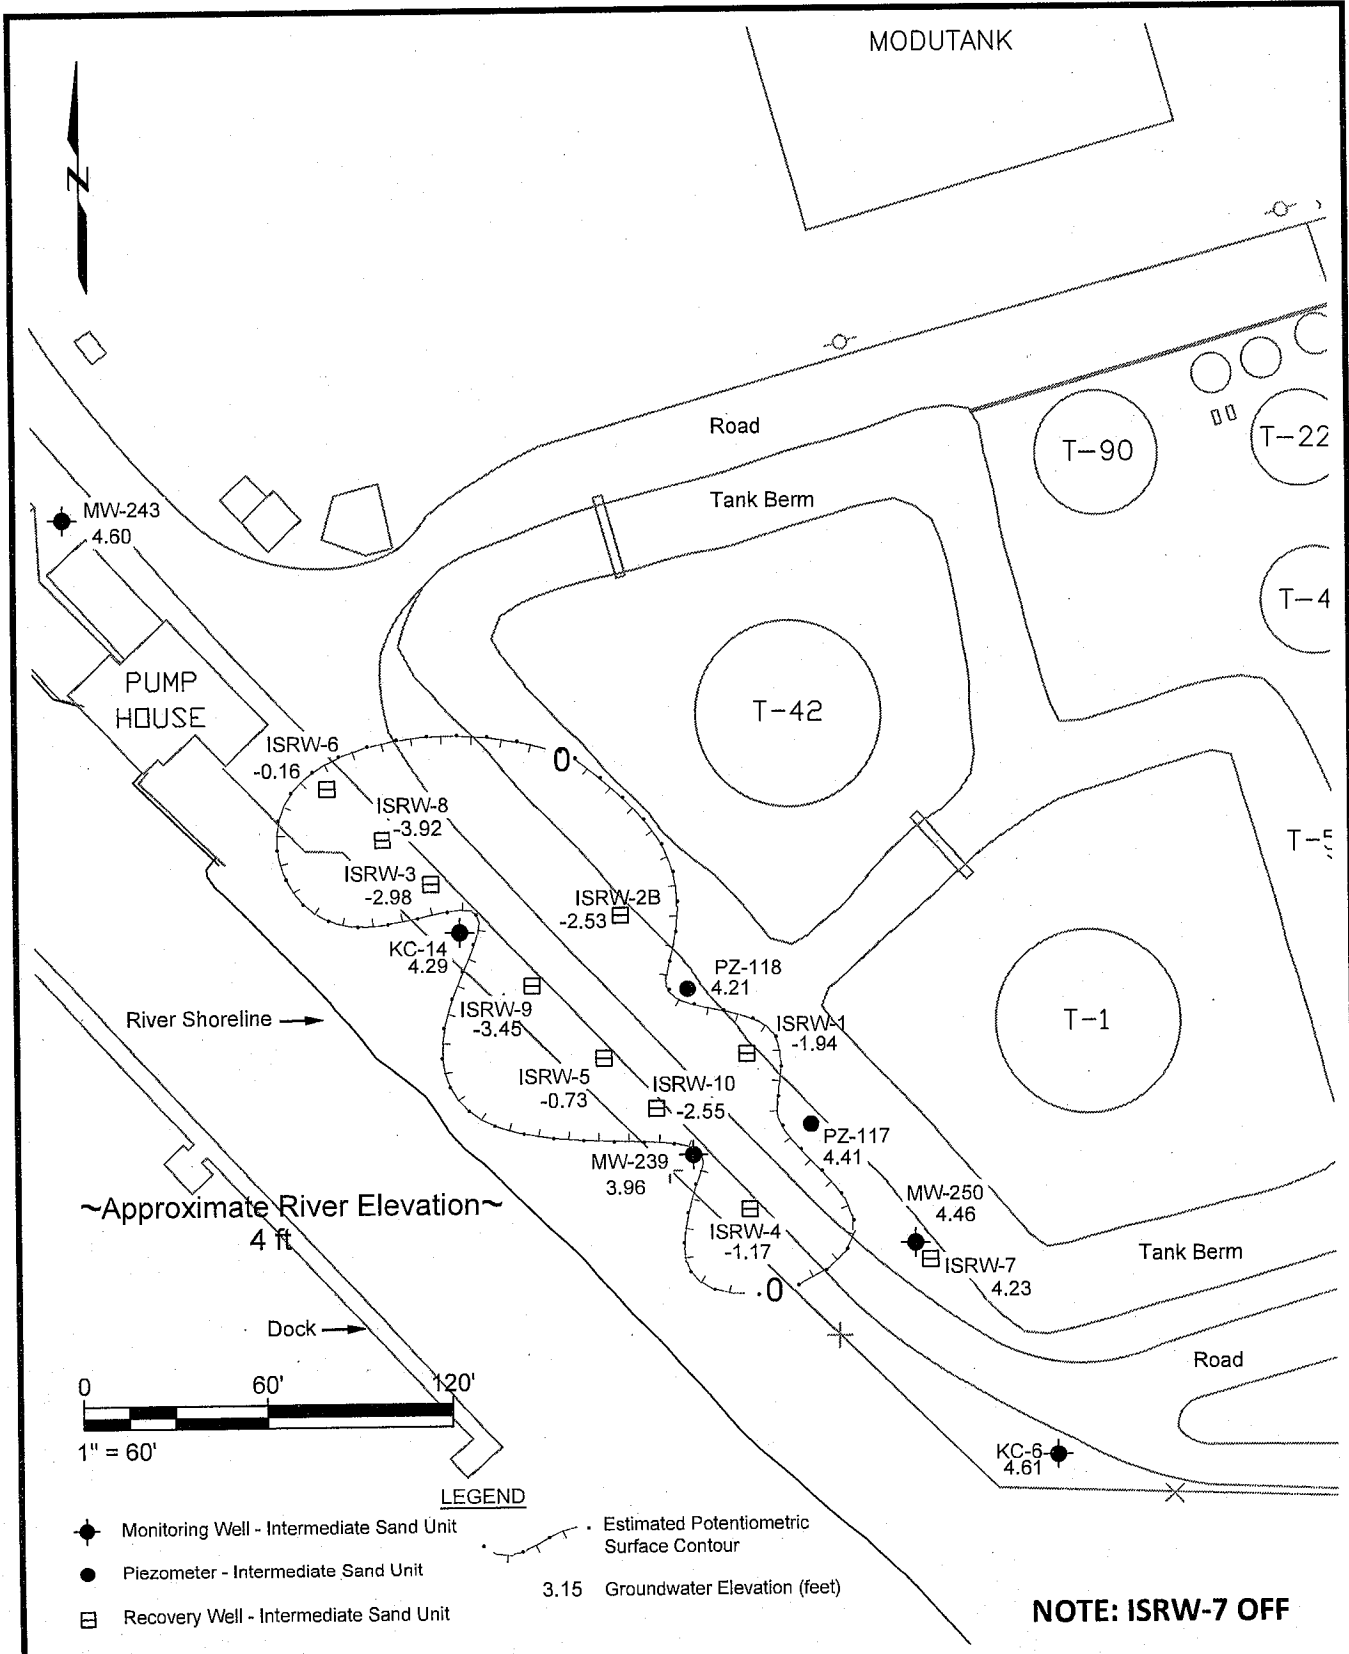 MODUTANK
N
Road
T-90
T-22
MW-243
4.60
Tank Berm
T-4
PUMP
HOUSE
T-42
ISRW-6
-0.16
0
ISRW-8
-3.92
T-5
ISRW-3
-2.98
ISRW-2B
-2.53
KC-14
4.29
PZ-118
4.21
ISRW-9
-3.45
River Shoreline
ISRW-1
-1.94
T-1
ISRW-5
-0.73
ISRW-10
-2.55
PZ-117
4.41
MW-239
3.96
MW-250
4.46
~Approximate River Elevation~
4 ft
ISRW-4
-1.17
ISRW-7
4.23
Tank Berm
0
Dock
Road
0 60' 120'
1" = 60'
KC-6
4.61
LEGEND
Monitoring Well - Intermediate Sand Unit
Piezometer - Intermediate Sand Unit
Recovery Well - Intermediate Sand Unit
Estimated Potentiometric
Surface Contour
3.15 Groundwater Elevation (feet)
NOTE: ISRW-7 OFF